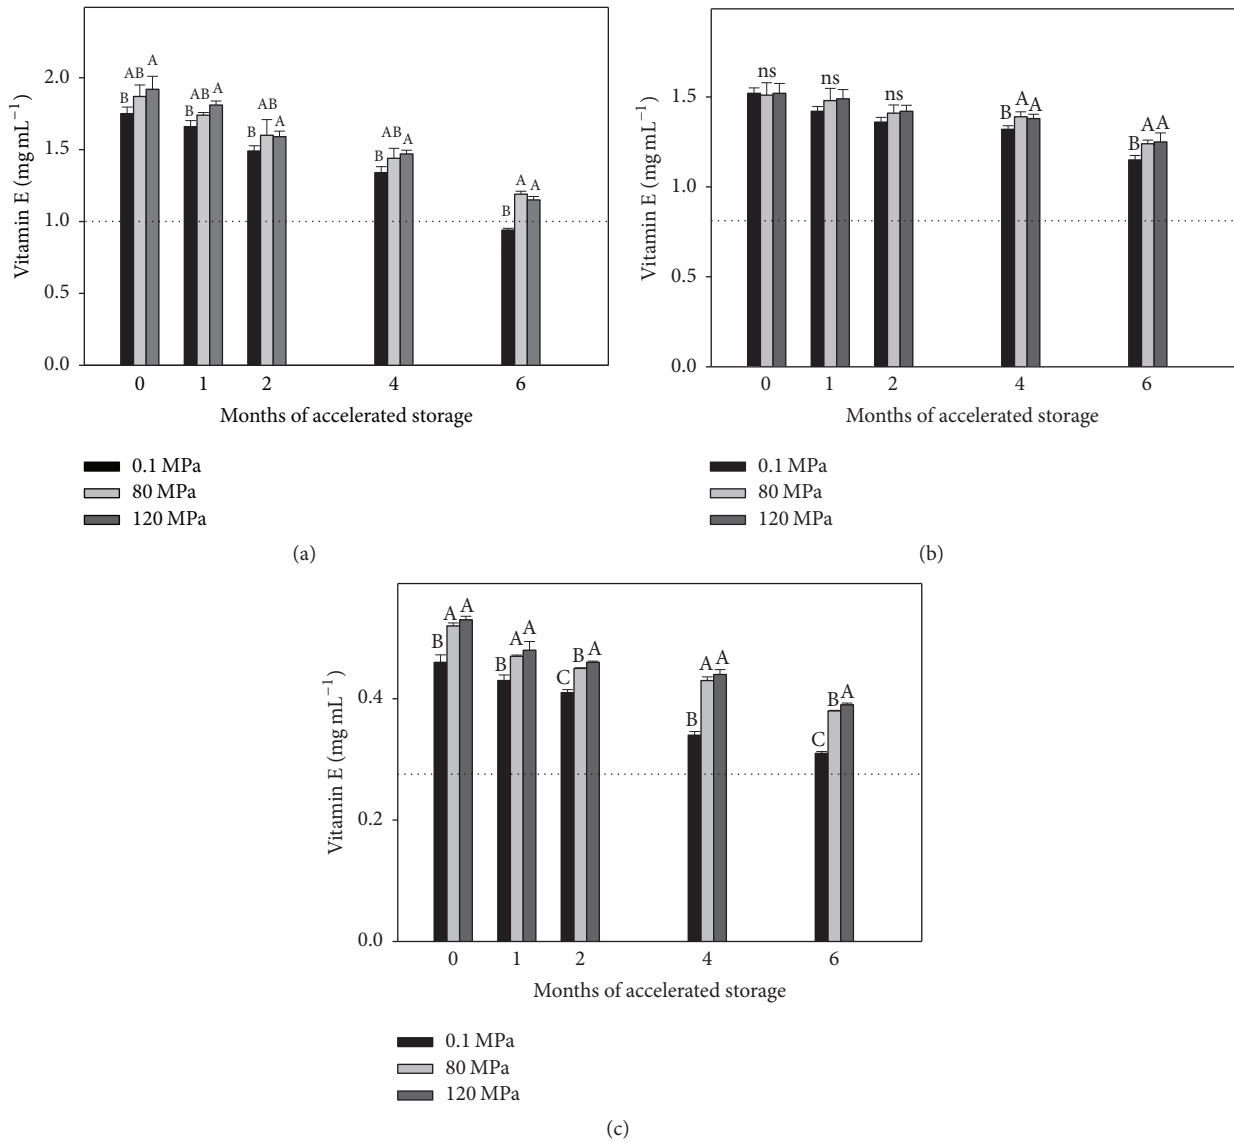 B AB A
B AB A
B AB A
B AB A
B A A
2.0
1.5
1.0
0.5
0.0
Vitamin E (mg mL⁻¹)
0 1 2 4 6
Months of accelerated storage
0.1 MPa
80 MPa
120 MPa
(a)
ns
ns
ns
B A A
B A A
1.5
1.0
0.5
0.0
Vitamin E (mg mL⁻¹)
0 1 2 4 6
Months of accelerated storage
0.1 MPa
80 MPa
120 MPa
(b)
B A A
B A A
C B A
B A A
C B A
0.4
0.2
0.0
Vitamin E (mg mL⁻¹)
0 1 2 4 6
Months of accelerated storage
0.1 MPa
80 MPa
120 MPa
(c)